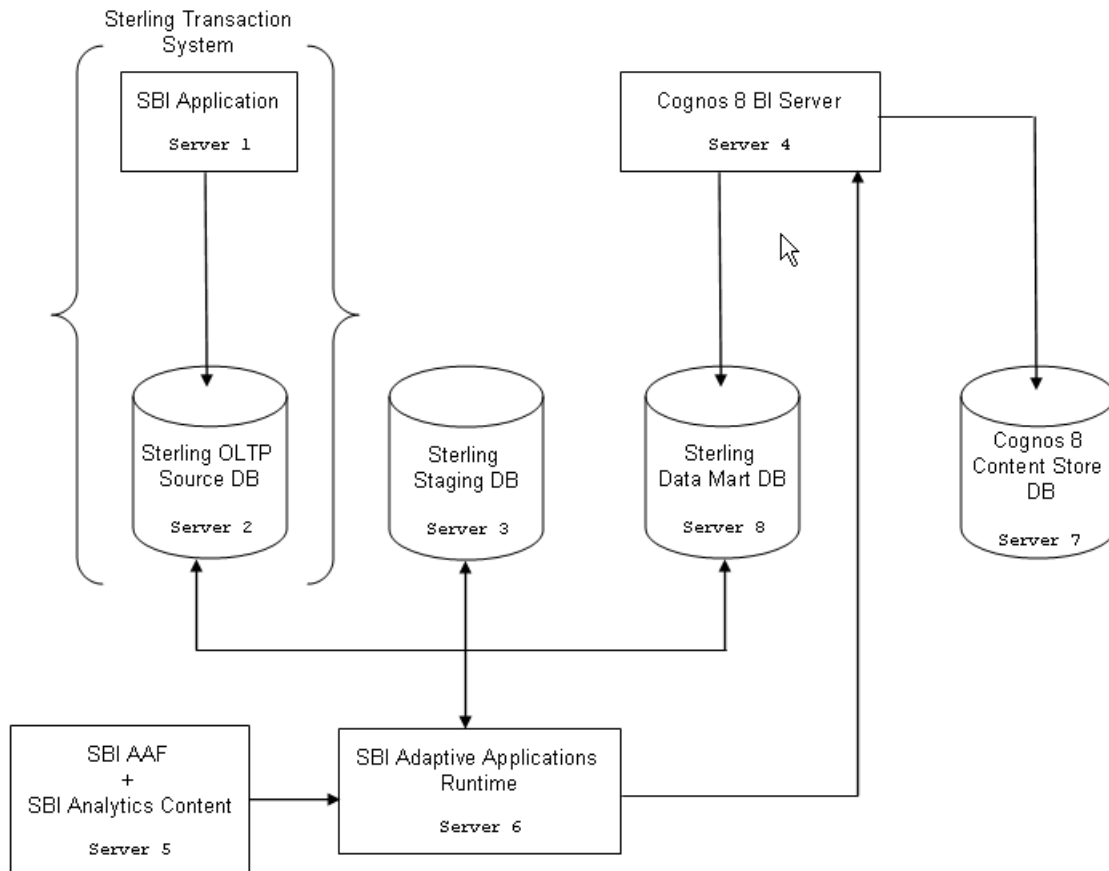 Sterling Transaction
System
SBI Application
Server 1
Cognos 8 BI Server
Server 4
Sterling OLTP
Source DB
Server 2
Sterling
Staging DB
Server 3
Sterling
Data Mart DB
Server 8
Cognos 8
Content Store
DB
Server 7
SBI AAF
+
SBI Analytics Content
Server 5
SBI Adaptive Applications
Runtime
Server 6